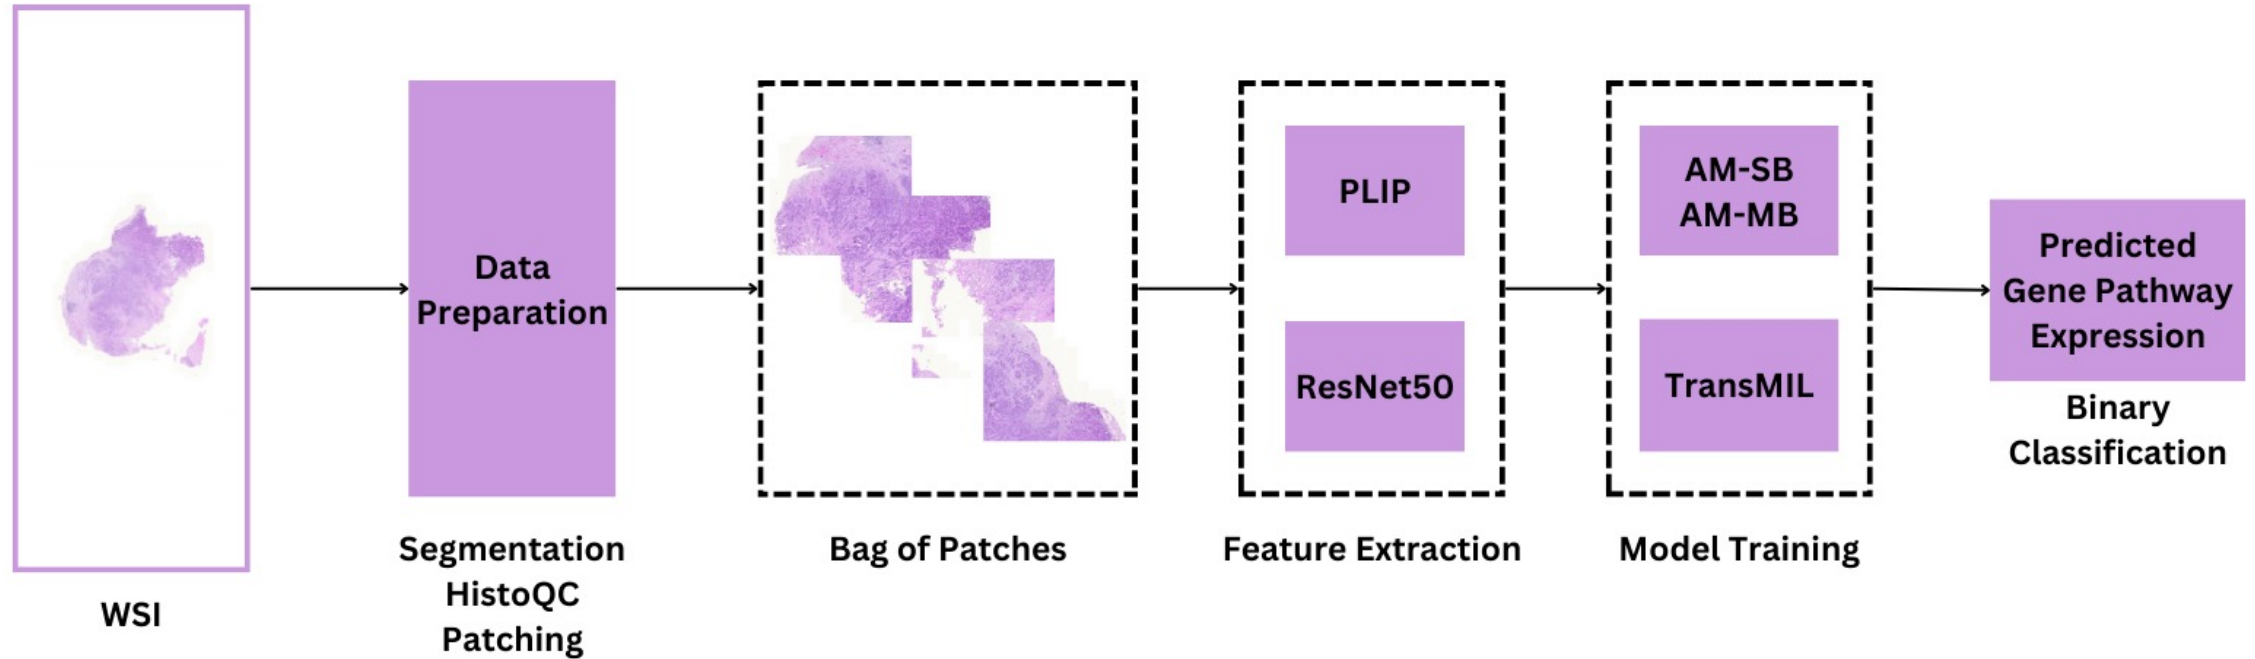 WSI
Data
Preparation
Segmentation
HistoQC
Patching
Bag of Patches
PLIP
ResNet50
Feature Extraction
AM-SB
AM-MB
TransMIL
Model Training
Predicted
Gene Pathway
Expression
Binary
Classification